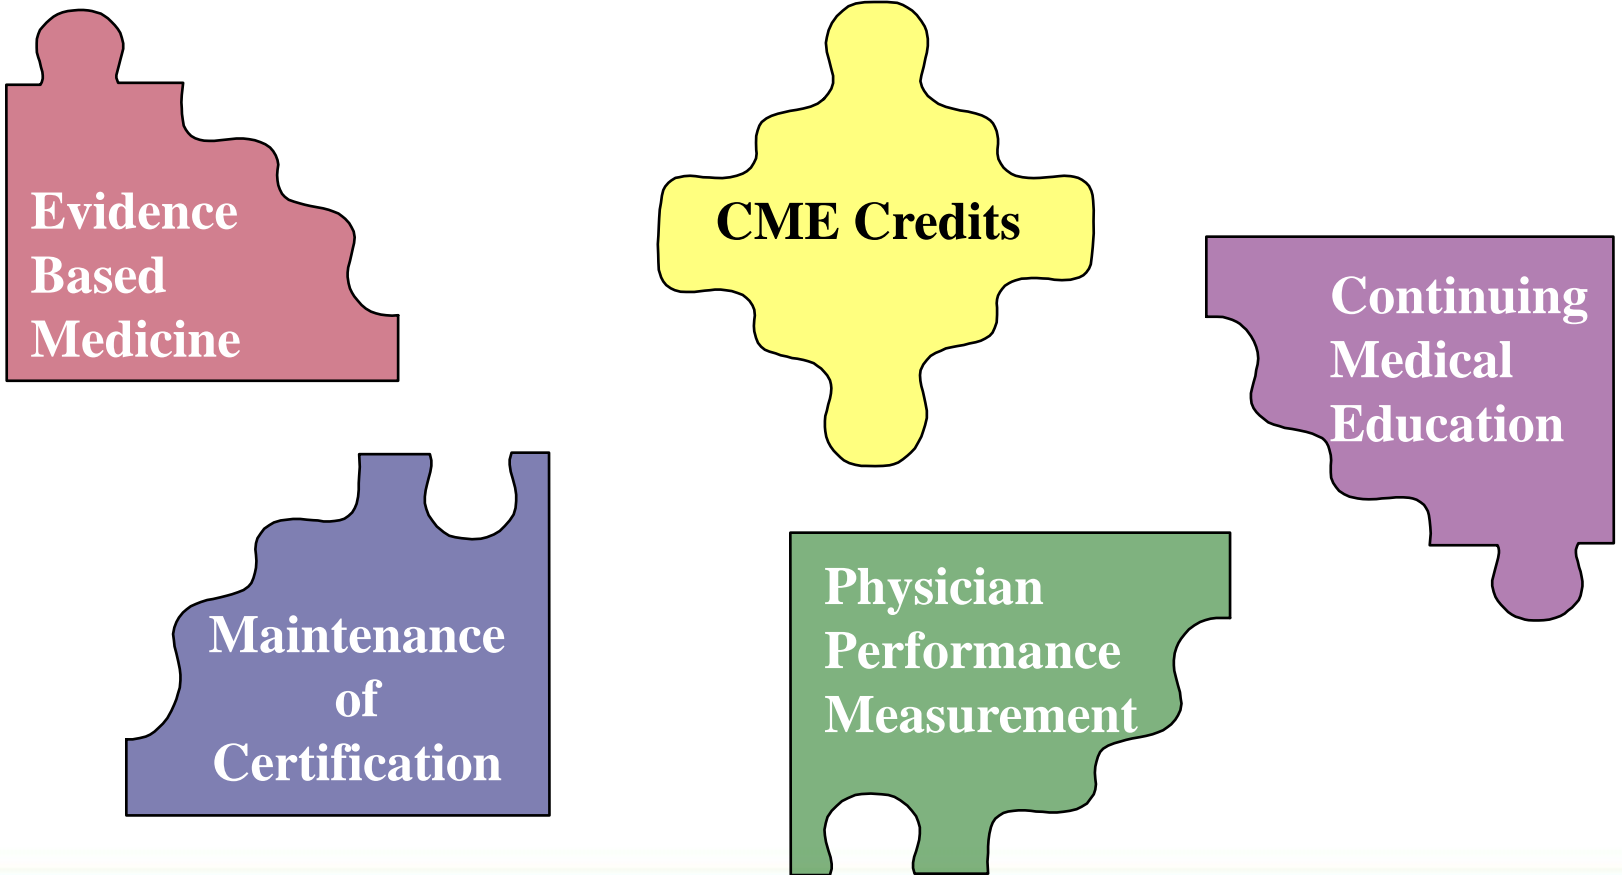 Evidence
Based
Medicine
CME Credits
Continuing
Medical
Education
Maintenance
of
Certification
Physician
Performance
Measurement